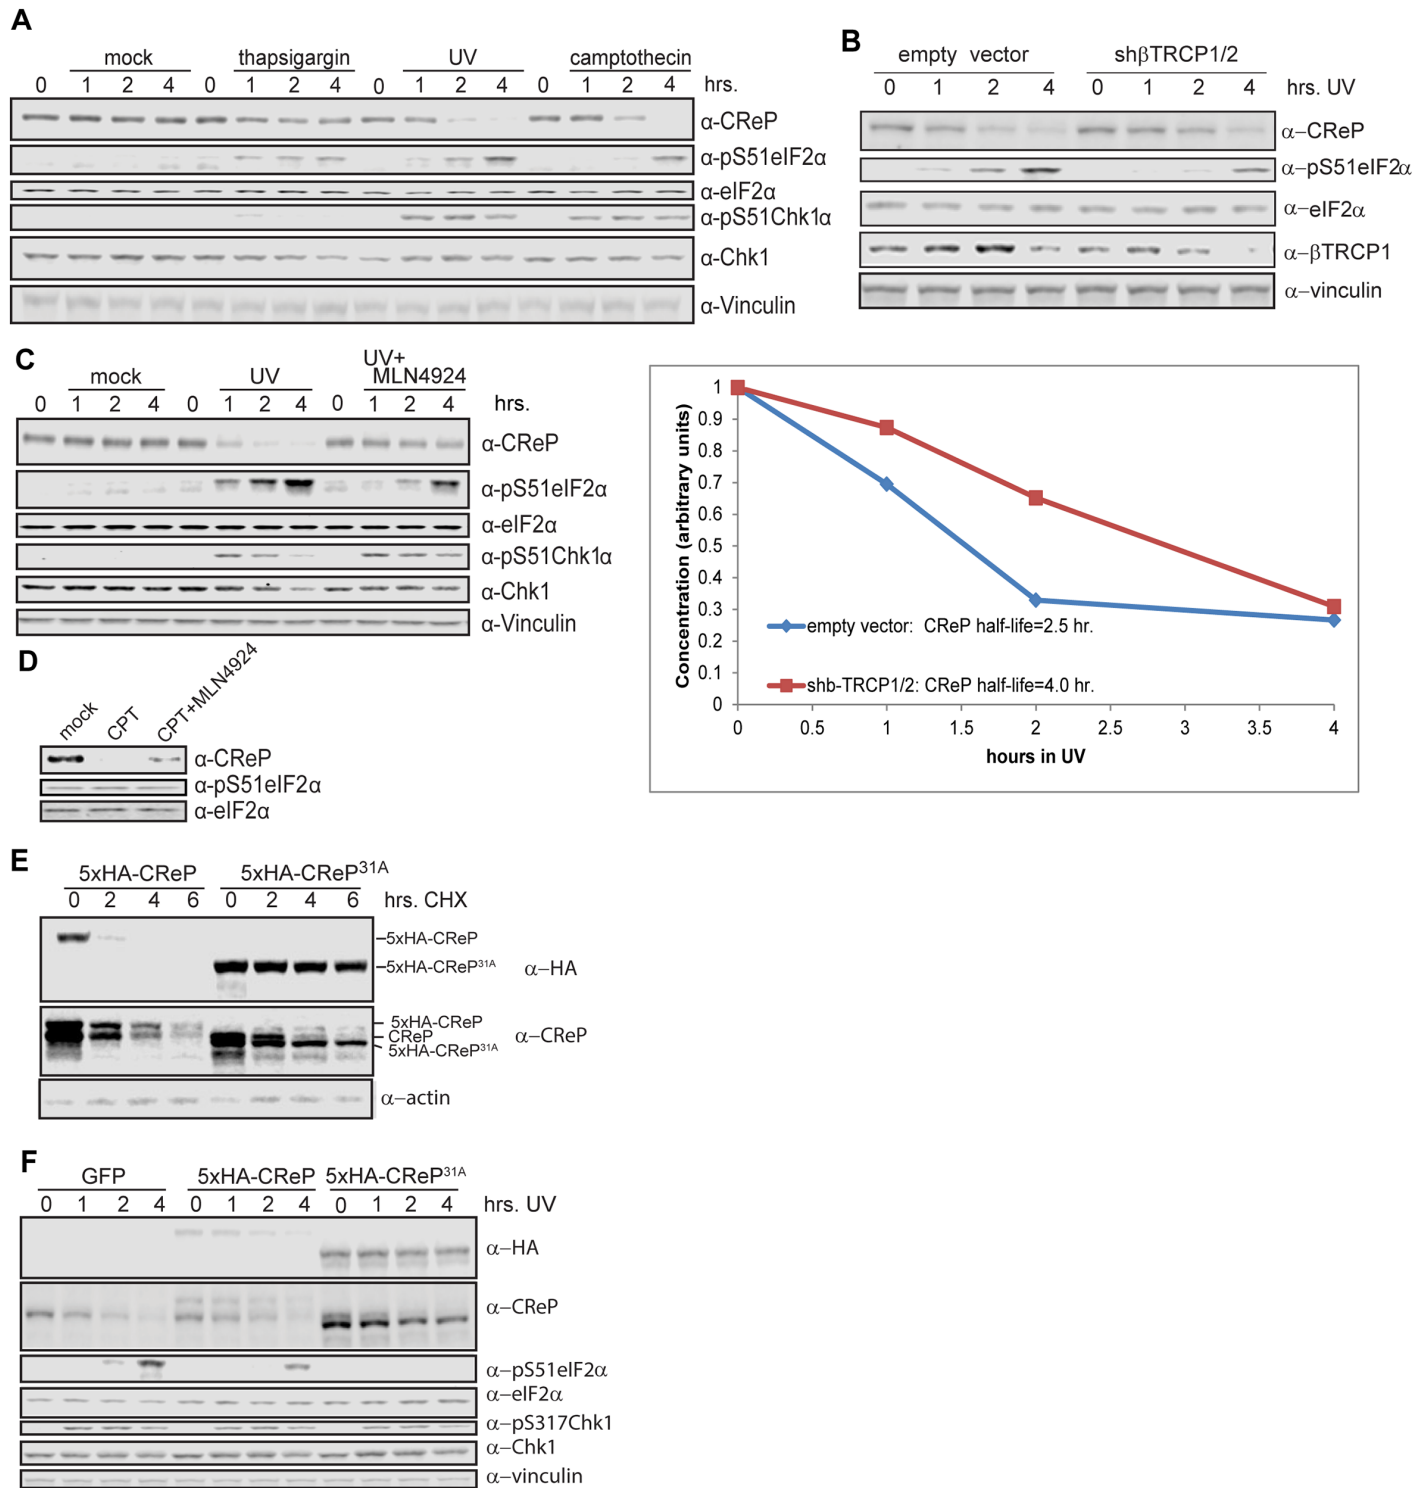 A
mock thapsigargin UV camptothecin
0 1 2 4 0 1 2 4 0 1 2 4 0 1 2 4 hrs.
α-CReP
α-pS51eIF2α
α-eIF2α
α-pS51Chk1α
α-Chk1
α-Vinculin
B
empty vector shβTRCP1/2
0 1 2 4 0 1 2 4 hrs. UV
α−CReP
α−pS51eIF2α
α−eIF2α
α−βTRCP1
α−vinculin
Concentration (arbitrary units)
1
0.9
0.8
0.7
0.6
0.5
0.4
0.3
0.2
0.1
0
empty vector: CReP half-life=2.5 hr.
shb-TRCP1/2: CReP half-life=4.0 hr.
0 0.5 1 1.5 2 2.5 3 3.5 4
hours in UV
C
mock UV UV+ MLN4924
0 1 2 4 0 1 2 4 0 1 2 4 hrs.
α-CReP
α-pS51eIF2α
α-eIF2α
α-pS51Chk1α
α-Chk1
α-Vinculin
D
mock CPT CPT+MLN4924
α-CReP
α-pS51eIF2α
α-eIF2α
E
5xHA-CReP 5xHA-CReP31A
0 2 4 6 0 2 4 6 hrs. CHX
5xHA-CReP
5xHA-CReP31A α−HA
5xHA-CReP
CReP α−CReP
5xHA-CReP31A
α−actin
F
GFP 5xHA-CReP 5xHA-CReP31A
0 1 2 4 0 1 2 4 0 1 2 4 hrs. UV
α−HA
α−CReP
α−pS51eIF2α
α−eIF2α
α−pS317Chk1
α−Chk1
α−vinculin